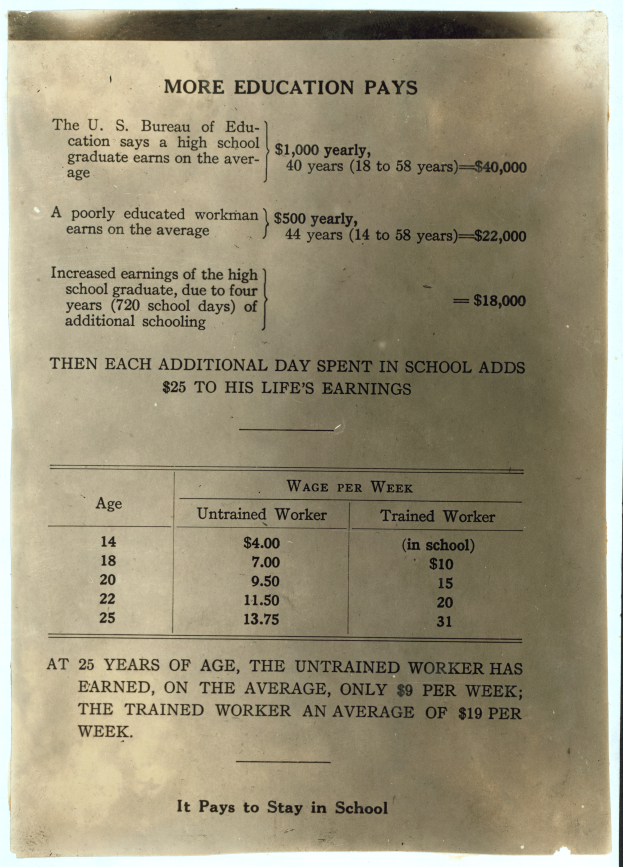 MORE EDUCATION PAYS
The U. S. Bureau of Edu-
cation says a high school
graduate earns on the aver-
age
$1,000 yearly,
40 years (18 to 58 years)=$40,000
A poorly educated workman
earns on the average
$500 yearly,
44 years (14 to 58 years)=$22,000
Increased earnings of the high
school graduate, due to four
years (720 school days) of
additional schooling
= $18,000
THEN EACH ADDITIONAL DAY SPENT IN SCHOOL ADDS
$25 TO HIS LIFE'S EARNINGS
Age
WAGE PER WEEK
Untrained Worker Trained Worker
14 $4.00 (in school)
18 7.00 $10
20 9.50 15
22 11.50 20
25 13.75 31
AT 25 YEARS OF AGE, THE UNTRAINED WORKER HAS
EARNED, ON THE AVERAGE, ONLY $9 PER WEEK;
THE TRAINED WORKER AN AVERAGE OF $19 PER
WEEK.
It Pays to Stay in School